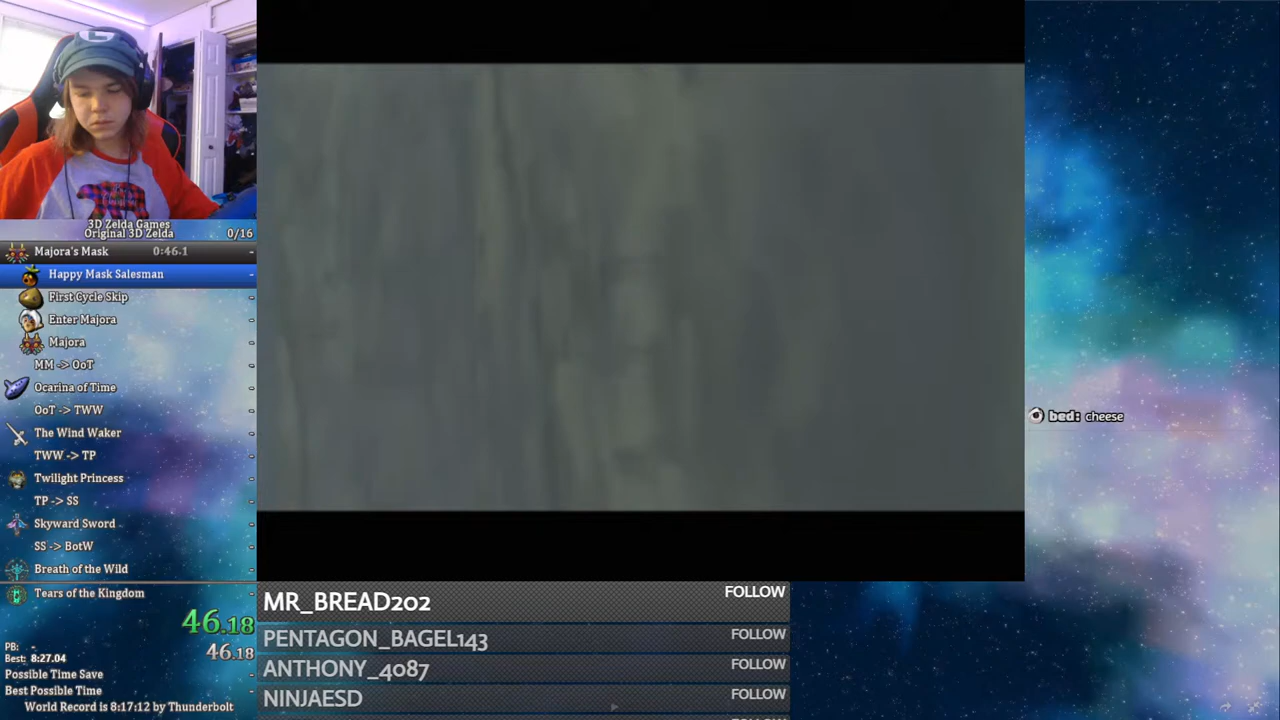 3D Zelda Games
Original 3D Zelda 0/16
Majora's Mask 0:46.1 -
Happy Mask Salesman -
First Cycle Skip -
Enter Majora -
Majora -
MM -> OoT -
Ocarina of Time -
OoT -> TWW -
The Wind Waker -
TWW -> TP -
Twilight Princess -
TP -> SS -
Skyward Sword -
SS -> BotW -
Breath of the Wild -
Tears of the Kingdom -
46.18
PB: - 46.18
Best: 8:27.04
Possible Time Save -
Best Possible Time -
World Record is 8:17:12 by Thunderbolt
MR_BREAD202 FOLLOW
PENTAGON_BAGEL143 FOLLOW
ANTHONY_4087 FOLLOW
NINJAESD FOLLOW
bed: cheese